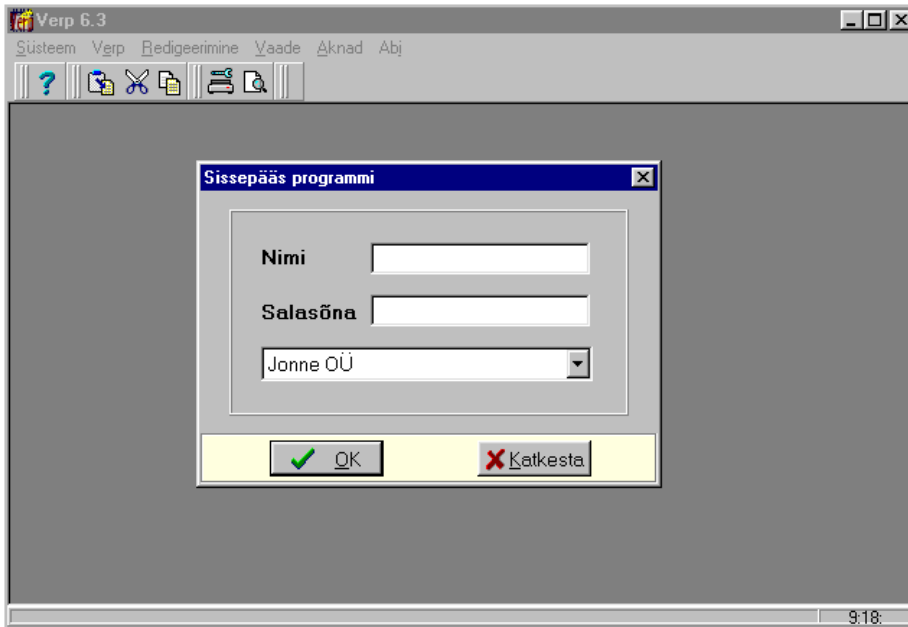 Verp 6.3
Süsteem Verp Redigeerimine Vaade Aknad Abi
Sissepääs programmi
Nimi
Salasõna
Jonne OÜ
OK Katkesta
9:18: